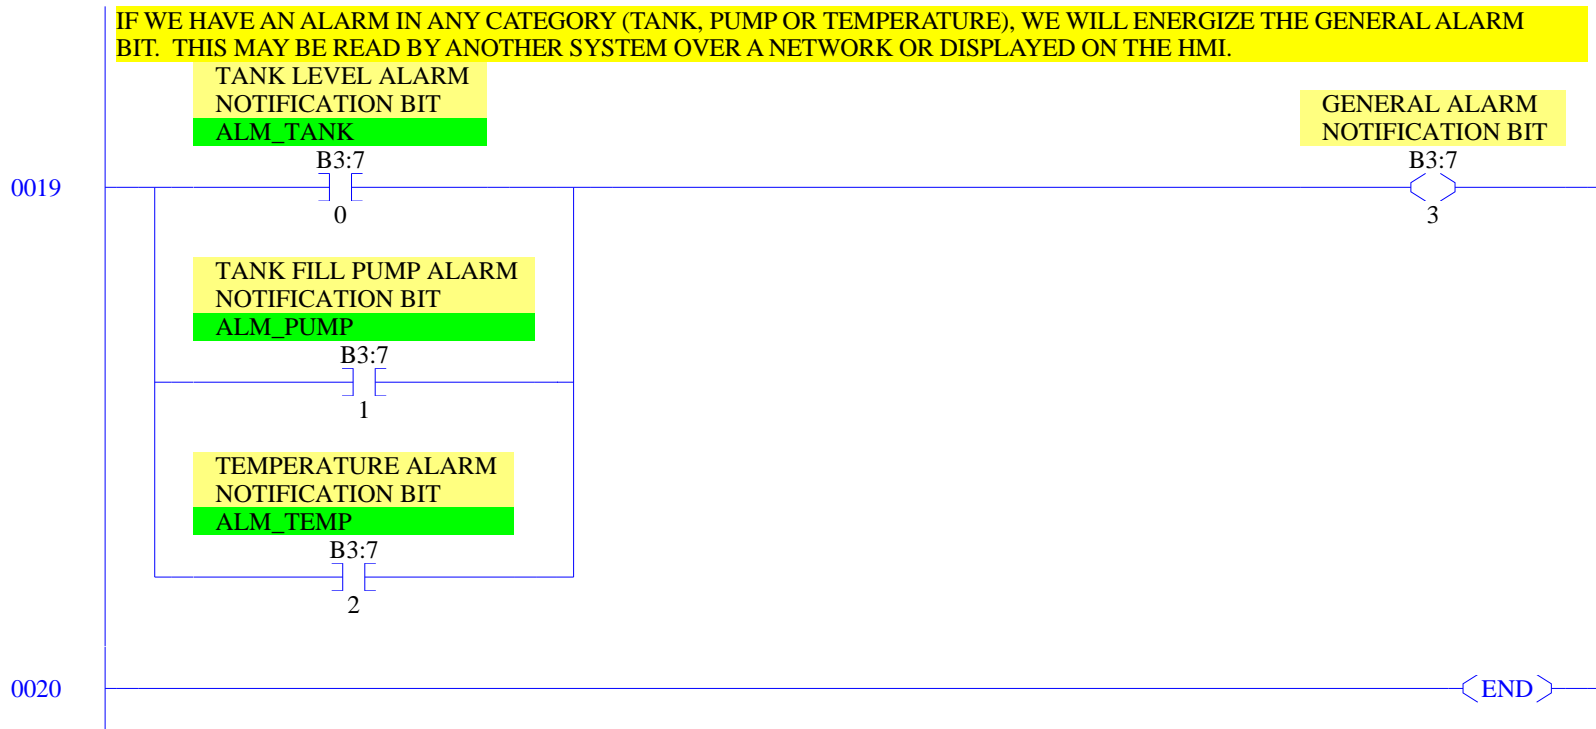 IF WE HAVE AN ALARM IN ANY CATEGORY (TANK, PUMP OR TEMPERATURE), WE WILL ENERGIZE THE GENERAL ALARM
BIT.  THIS MAY BE READ BY ANOTHER SYSTEM OVER A NETWORK OR DISPLAYED ON THE HMI.
TANK LEVEL ALARM
NOTIFICATION BIT
ALM_TANK
B3:7
0
GENERAL ALARM
NOTIFICATION BIT
B3:7
3
0019
TANK FILL PUMP ALARM
NOTIFICATION BIT
ALM_PUMP
B3:7
1
TEMPERATURE ALARM
NOTIFICATION BIT
ALM_TEMP
B3:7
2
0020
END